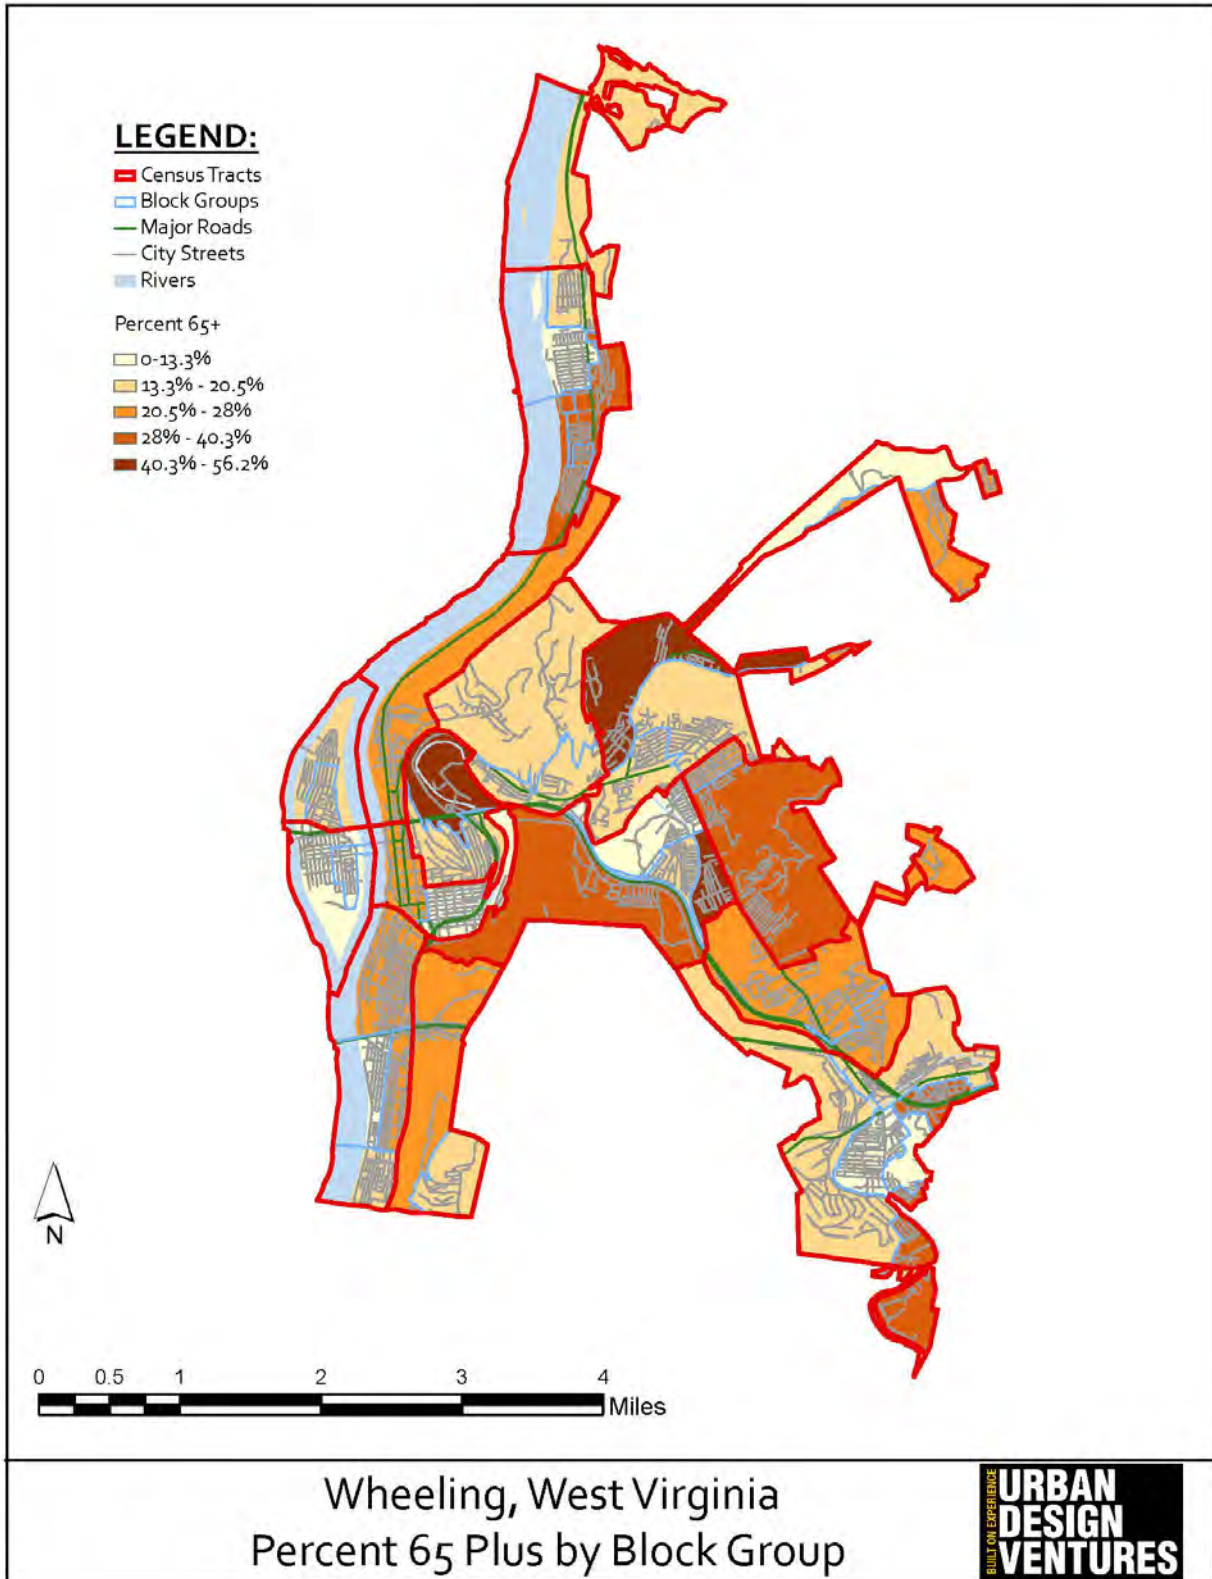 LEGEND:
Census Tracts
Block Groups
Major Roads
City Streets
Rivers
Percent 65+
0-13.3%
13.3% - 20.5%
20.5% - 28%
28% - 40.3%
40.3% - 56.2%
N
0 0.5 1 2 3 4
Miles
Wheeling, West Virginia
Percent 65 Plus by Block Group
BUILT ON EXPERIENCE
URBAN
DESIGN
VENTURES